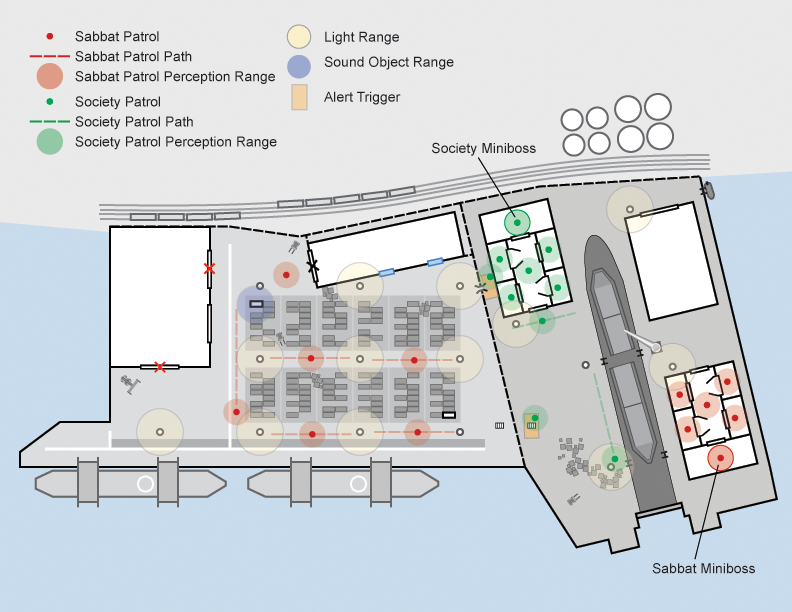 Sabbat Patrol
Sabbat Patrol Path
Sabbat Patrol Perception Range
Society Patrol
Society Patrol Path
Society Patrol Perception Range
Light Range
Sound Object Range
Alert Trigger
Society Miniboss
Sabbat Miniboss